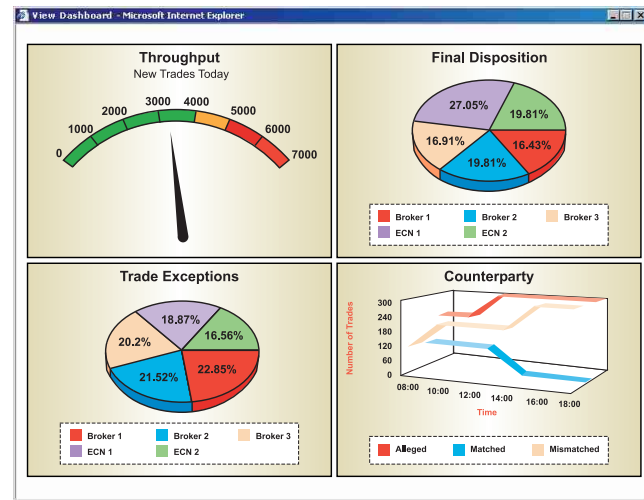 View Dashboard - Microsoft Internet Explorer
Throughput
New Trades Today
0
1000
2000
3000
4000
5000
6000
7000
Final Disposition
27.05%
19.81%
16.91%
16.43%
19.81%
Broker 1
Broker 2
Broker 3
ECN 1
ECN 2
Trade Exceptions
18.87%
16.56%
20.2%
22.85%
21.52%
Broker 1
Broker 2
Broker 3
ECN 1
ECN 2
Counterparty
Number of Trades
300
240
180
120
60
0
08:00
10:00
12:00
14:00
16:00
18:00
Time
Alleged
Matched
Mismatched